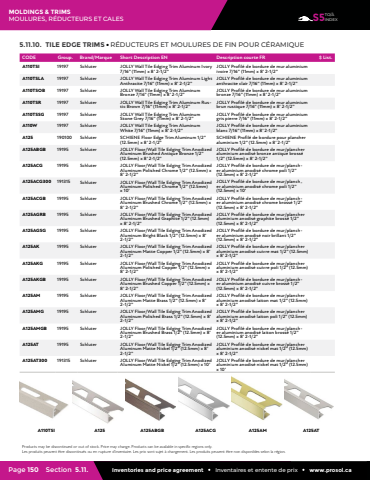 MOLDINGS & TRIMS
MOULURES, RÉDUCTEURS ET CALES
5.11.10. TILE EDGE TRIMS • RÉDUCTEURS ET MOULURES DE FIN POUR CÉRAMIQUE
CODE Group. Brand/Marque Short Description EN Description courte FR $ List.
A110TSI 19197 Schluter JOLLY Wall Tile Edging Trim Aluminum Ivory 7/16" (11mm) x 8' 2-1/2" JOLLY Profilé de bordure de mur aluminium ivoire 7/16" (11mm) x 8' 2-1/2"
A110TSLA 19197 Schluter JOLLY Wall Tile Edging Trim Aluminum Light Anthracite 7/16" (11mm) x 8' 2-1/2" JOLLY Profilé de bordure de mur aluminium anthracite clair 7/16" (11mm) x 8' 2-1/2"
A110TSOB 19197 Schluter JOLLY Wall Tile Edging Trim Aluminum Bronze 7/16" (11mm) x 8' 2-1/2" JOLLY Profilé de bordure de mur aluminium bronze 7/16" (11mm) x 8' 2-1/2"
A110TSR 19197 Schluter JOLLY Wall Tile Edging Trim Aluminum Rustic Brown 7/16" (11mm) x 8' 2-1/2" JOLLY Profilé de bordure de mur aluminium brun rustique 7/16" (11mm) x 8' 2-1/2"
A110TSSG 19197 Schluter JOLLY Wall Tile Edging Trim Aluminum Stone Grey 7/16" (11mm) x 8' 2-1/2" JOLLY Profilé de bordure de mur aluminium gris pierre 7/16" (11mm) x 8' 2-1/2"
A110W 19197 Schluter JOLLY Wall Tile Edging Trim Aluminum White 7/16" (11mm) x 8' 2-1/2" JOLLY Profilé de bordure de mur aluminium blanc 7/16" (11mm) x 8' 2-1/2"
A125 Schluter SCHIENE Floor Edge Trim Aluminum 1/2" (12.5mm) x 8' 2-1/2" SCHIENE Profilé de bordure pour plancher aluminium 1/2" (12.5mm) x 8' 2-1/2"
A125ABGB 19195 Schluter JOLLY Floor/Wall Tile Edging Trim Anodized Aluminum Brushed Antique Bronze 1/2" (12.5mm) x 8' 2-1/2" JOLLY Profilé de bordure de mur/plancher aluminium anodisé bronze antique brossé 1/2" (12.5mm) x 8' 2-1/2"
A125ACG 19195 Schluter JOLLY Floor/Wall Tile Edging Trim Anodized Aluminum Polished Chrome 1/2" (12.5mm) x 8' 2-1/2" JOLLY Profilé de bordure de mur/plancher aluminium anodisé chrome poli 1/2" (12.5mm) x 8' 2-1/2"
A125ACG300 Schluter JOLLY Floor/Wall Tile Edging Trim Anodized Aluminum Polished Chrome 1/2" (12.5mm) x 10' JOLLY Profilé de bordure de mur/plancher aluminium anodisé chrome poli 1/2" (12.5mm) x 10'
A125ACGB 19195 Schluter JOLLY Floor/Wall Tile Edging Trim Anodized Aluminum Brushed Chrome 1/2" (12.5mm) x 8' 2-1/2" JOLLY Profilé de bordure de mur/plancher aluminium anodisé chrome brossé 1/2" (12.5mm) x 8' 2-1/2"
A125AGRB 19195 Schluter JOLLY Floor/Wall Tile Edging Trim Anodized Aluminum Brushed Graphite 1/2" (12.5mm) x 8' 2-1/2" JOLLY Profilé de bordure de mur/plancher aluminium anodisé graphite brossé 1/2" (12.5mm) x 8' 2-1/2"
A125AGSG 19195 Schluter JOLLY Floor/Wall Tile Edging Trim Anodized Aluminum Bright Black 1/2" (12.5mm) x 8' 2-1/2" JOLLY Profilé de bordure de mur/plancher aluminium anodisé noir brillant 1/2" (12.5mm) x 8' 2-1/2"
A125AK 19195 Schluter JOLLY Floor/Wall Tile Edging Trim Anodized Aluminum Matte Copper 1/2" (12.5mm) x 8' 2-1/2" JOLLY Profilé de bordure de mur/plancher aluminium anodisé cuivre mat 1/2" (12.5mm) x 8' 2-1/2"
A125AKG 19195 Schluter JOLLY Floor/Wall Tile Edging Trim Anodized Aluminum Polished Copper 1/2" (12.5mm) x 8' 2-1/2" JOLLY Profilé de bordure de mur/plancher aluminium anodisé cuivre poli 1/2" (12.5mm) x 8' 2-1/2"
A125AKGB 19195 Schluter JOLLY Floor/Wall Tile Edging Trim Anodized Aluminum Brushed Copper 1/2" (12.5mm) x 8' 2-1/2" JOLLY Profilé de bordure de mur/plancher aluminium anodisé cuivre brossé 1/2" (12.5mm) x 8' 2-1/2"
A125AM 19195 Schluter JOLLY Floor/Wall Tile Edging Trim Anodized Aluminum Matte Brass 1/2" (12.5mm) x 8' 2-1/2" JOLLY Profilé de bordure de mur/plancher aluminium anodisé laiton mat 1/2" (12.5mm) x 8' 2-1/2"
A125AMG 19195 Schluter JOLLY Floor/Wall Tile Edging Trim Anodized Aluminum Polished Brass 1/2" (12.5mm) x 8' 2-1/2" JOLLY Profilé de bordure de mur/plancher aluminium anodisé laiton poli 1/2" (12.5mm) x 8' 2-1/2"
A125AMGB 19195 Schluter JOLLY Floor/Wall Tile Edging Trim Anodized Aluminum Brushed Brass 1/2" (12.5mm) x 8' 2-1/2" JOLLY Profilé de bordure de mur/plancher aluminium anodisé laiton brossé 1/2" (12.5mm) x 8' 2-1/2"
A125AT 19195 Schluter JOLLY Floor/Wall Tile Edging Trim Anodized Aluminum Matte Nickel 1/2" (12.5mm) x 8' 2-1/2" JOLLY Profilé de bordure de mur/plancher aluminium anodisé nickel mat 1/2" (12.5mm) x 8' 2-1/2"
A125AT300 Schluter JOLLY Floor/Wall Tile Edging Trim Anodized Aluminum Matte Nickel 1/2" (12.5mm) x 10' JOLLY Profilé de bordure de mur/plancher aluminium anodisé nickel mat 1/2" (12.5mm) x 10'
A110TSI A125 A125ABGB A125ACG A125AM A125AT
Products may be discontinued or out of stock. Price may change. Products can be available in specific regions only.
Les produits peuvent être discontinués ou en rupture d'inventaire. Les prix sont sujets à changement. Les produits peuvent être non disponibles selon la région.
Page 150 Section 5.11. Inventories and price agreement • Inventaires et entente de prix • www.prosol.ca